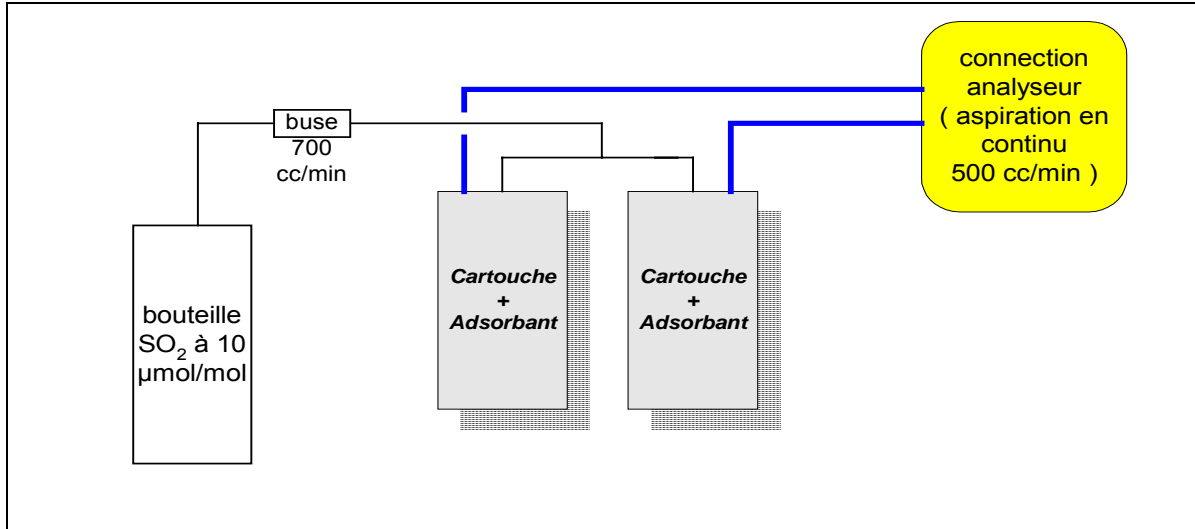 connection
analyseur
( aspiration en
continu
500 cc/min )
buse
700
cc/min
Cartouche
+
Adsorbant
Cartouche
+
Adsorbant
bouteille
SO₂ à 10
µmol/mol